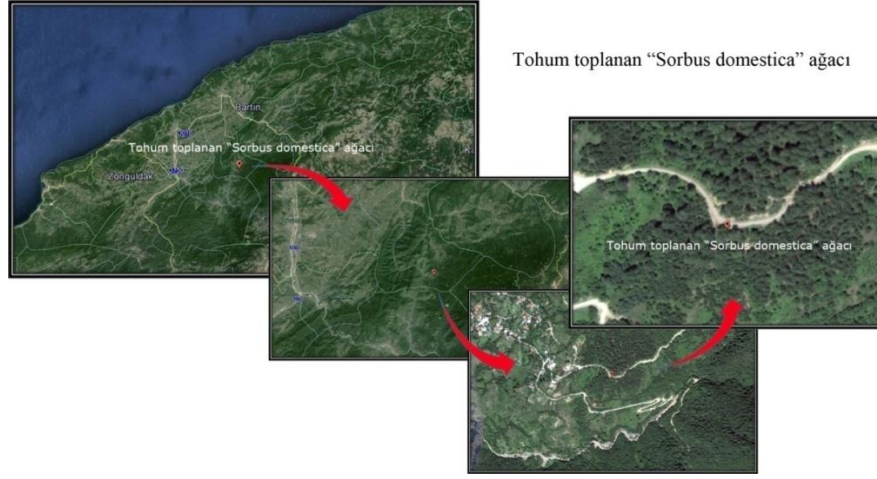 Tohum toplanan “Sorbus domestica” ağacı
Bartın
Tohum toplanan “Sorbus domestica” ağacı
Zonguldak
Tohum toplanan “Sorbus domestica” ağacı